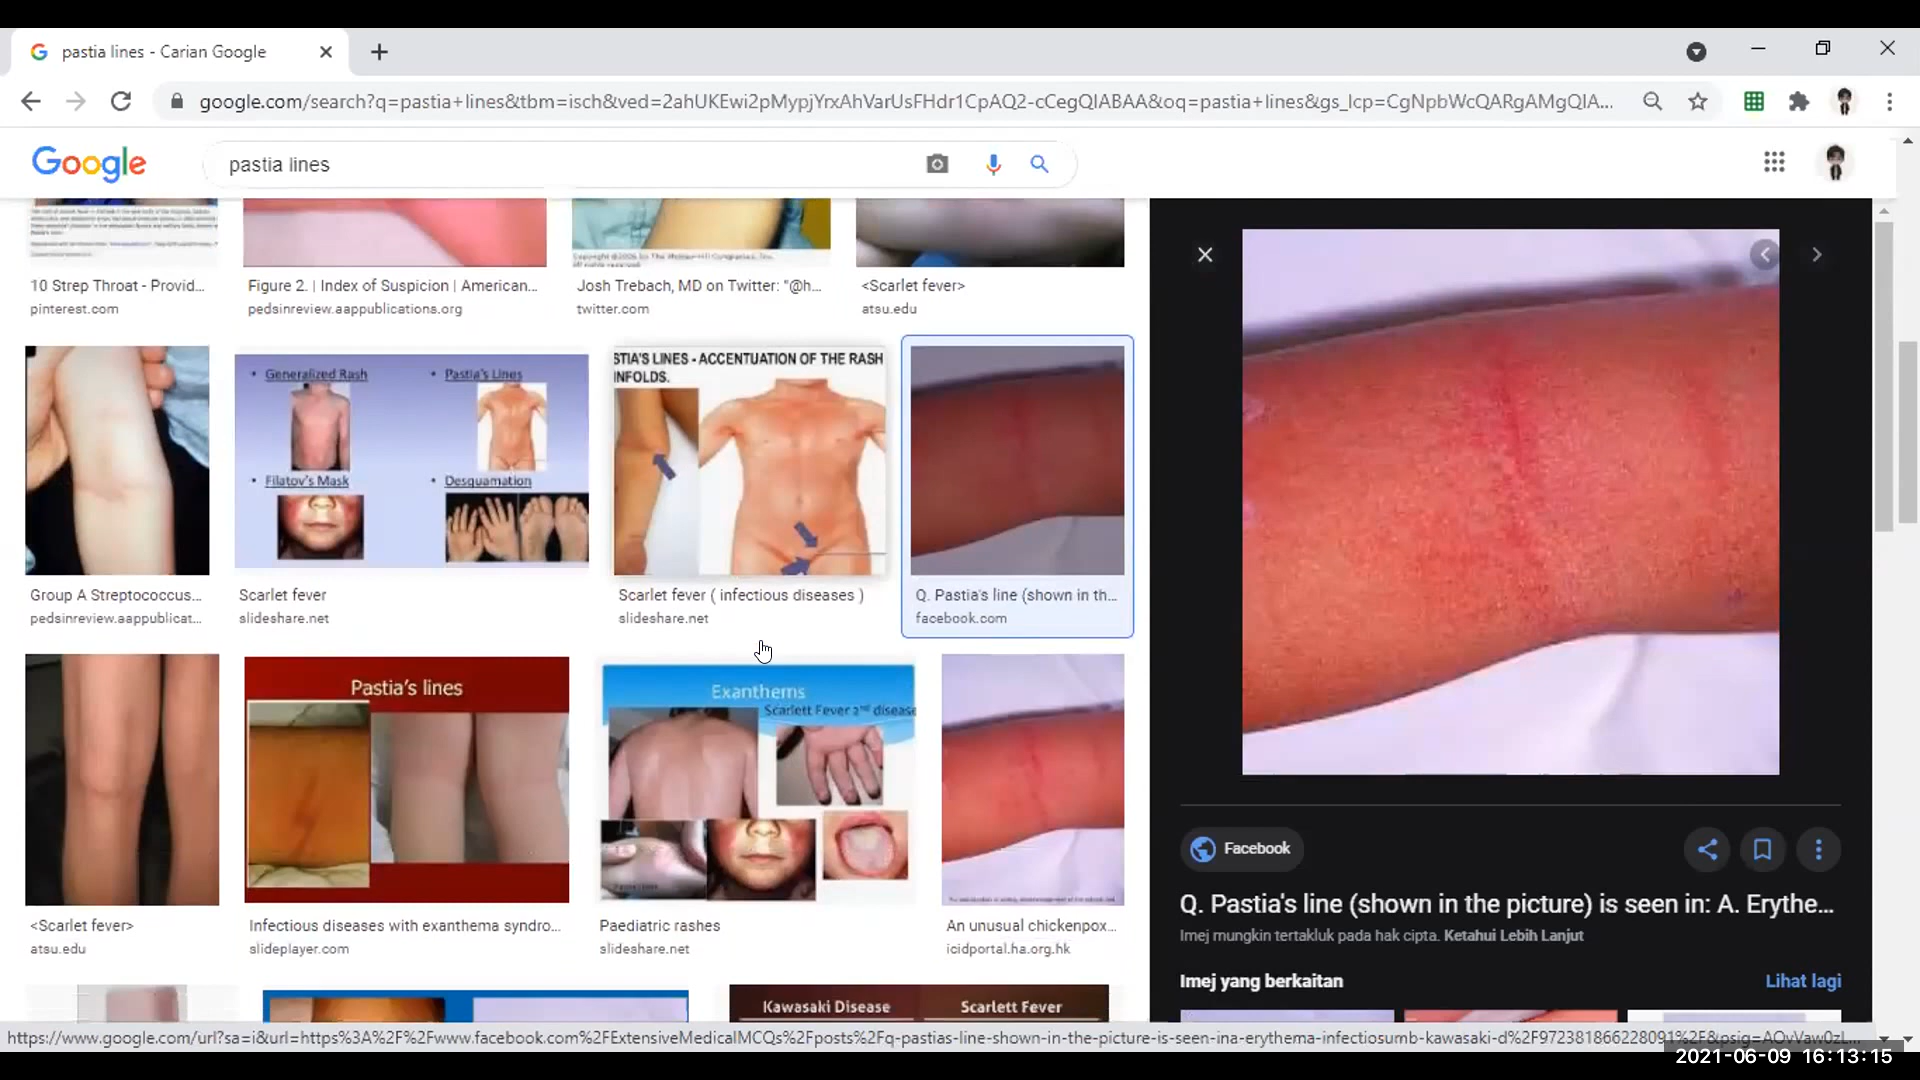 pastia lines - Carian Google
google.com/search?q=pastia+lines&tbm=isch&ved=2ahUKEwi2pMypjYrxAhVarUsFHdr1CpAQ2-cCegQIABAA&oq=pastia+lines&gs_lcp=CgNpbWcQARgAMgQIA...
Google
pastia lines
10 Strep Throat - Provid...
pinterest.com
Figure 2. | Index of Suspicion | American...
pedsinreview.aappublications.org
Josh Trebach, MD on Twitter: "@h...
twitter.com
<Scarlet fever>
atsu.edu
• Generalized Rash
• Pastia's Lines
• Filatov's Mask
• Desquamation
STIA'S LINES - ACCENTUATION OF THE RASH
INFOLDS.
Group A Streptococcus...
pedsinreview.aappublicat...
Scarlet fever
slideshare.net
Scarlet fever ( infectious diseases )
slideshare.net
Q. Pastia's line (shown in th...
facebook.com
Pastia's lines
Exanthems
Scarlett Fever 2nd disease
<Scarlet fever>
atsu.edu
Infectious diseases with exanthema syndro...
slideplayer.com
Paediatric rashes
slideshare.net
An unusual chickenpox...
icidportal.ha.org.hk
Kawasaki Disease
Scarlett Fever
Facebook
Q. Pastia's line (shown in the picture) is seen in: A. Erythe...
Imej mungkin tertakluk pada hak cipta. Ketahui Lebih Lanjut
Imej yang berkaitan
Lihat lagi
https://www.google.com/url?sa=i&url=https%3A%2F%2Fwww.facebook.com%2FExtensiveMedicalMCQs%2Fposts%2Fq-pastias-line-shown-in-the-picture-is-seen-ina-erythema-infectiosumb-kawasaki-d%2F972381866228091%2F&psig=AOvVaw0zL...
2021-06-09 16:13:15